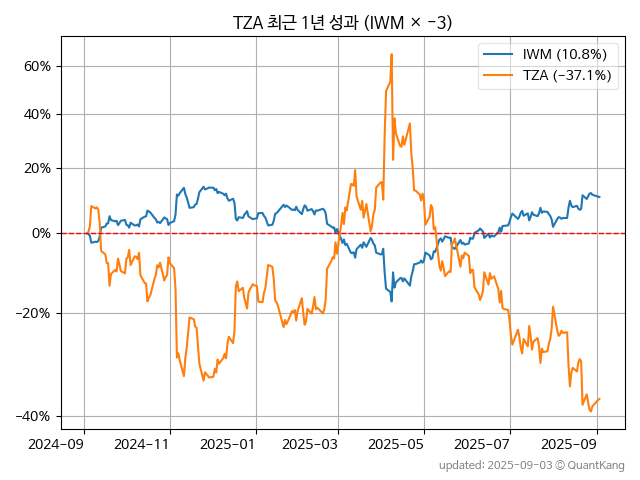 TZA 최근 1년 성과 (IWM × −3)
IWM (10.8%)
TZA (−37.1%)
60%
40%
20%
0%
−20%
−40%
2024-09 2024-11 2025-01 2025-03 2025-05 2025-07 2025-09
updated: 2025-09-03 © QuantKang